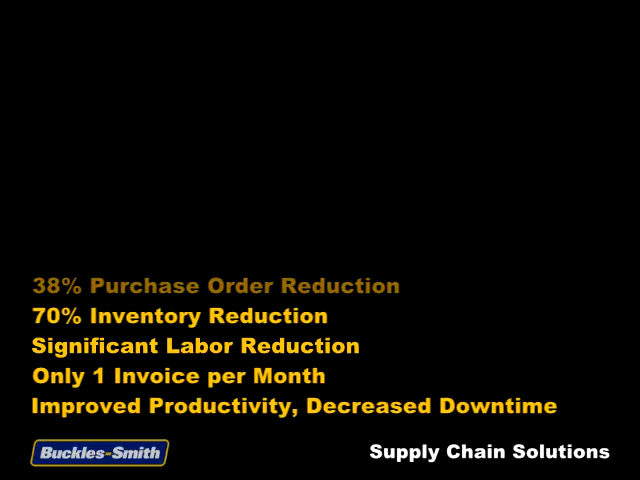 38% Purchase Order Reduction
70% Inventory Reduction
Significant Labor Reduction
Only 1 Invoice per Month
Improved Productivity, Decreased Downtime
Buckles-Smith
Supply Chain Solutions